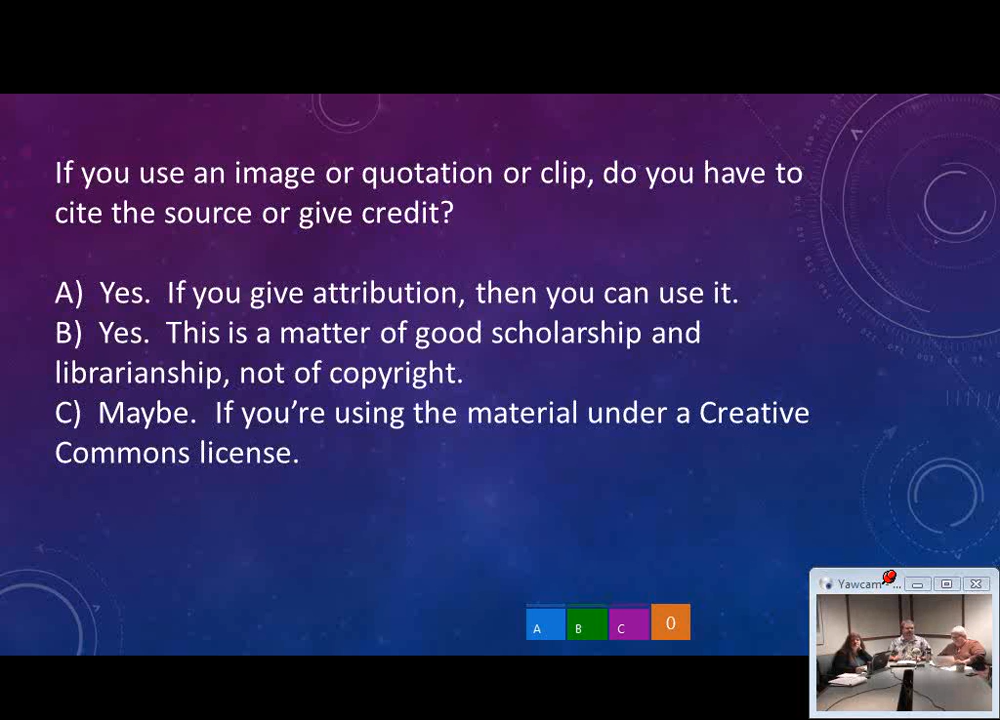 If you use an image or quotation or clip, do you have to
cite the source or give credit?
A) Yes. If you give attribution, then you can use it.
B) Yes. This is a matter of good scholarship and
librarianship, not of copyright.
C) Maybe. If you’re using the material under a Creative
Commons license.
Yawcam - ...
A B C 0